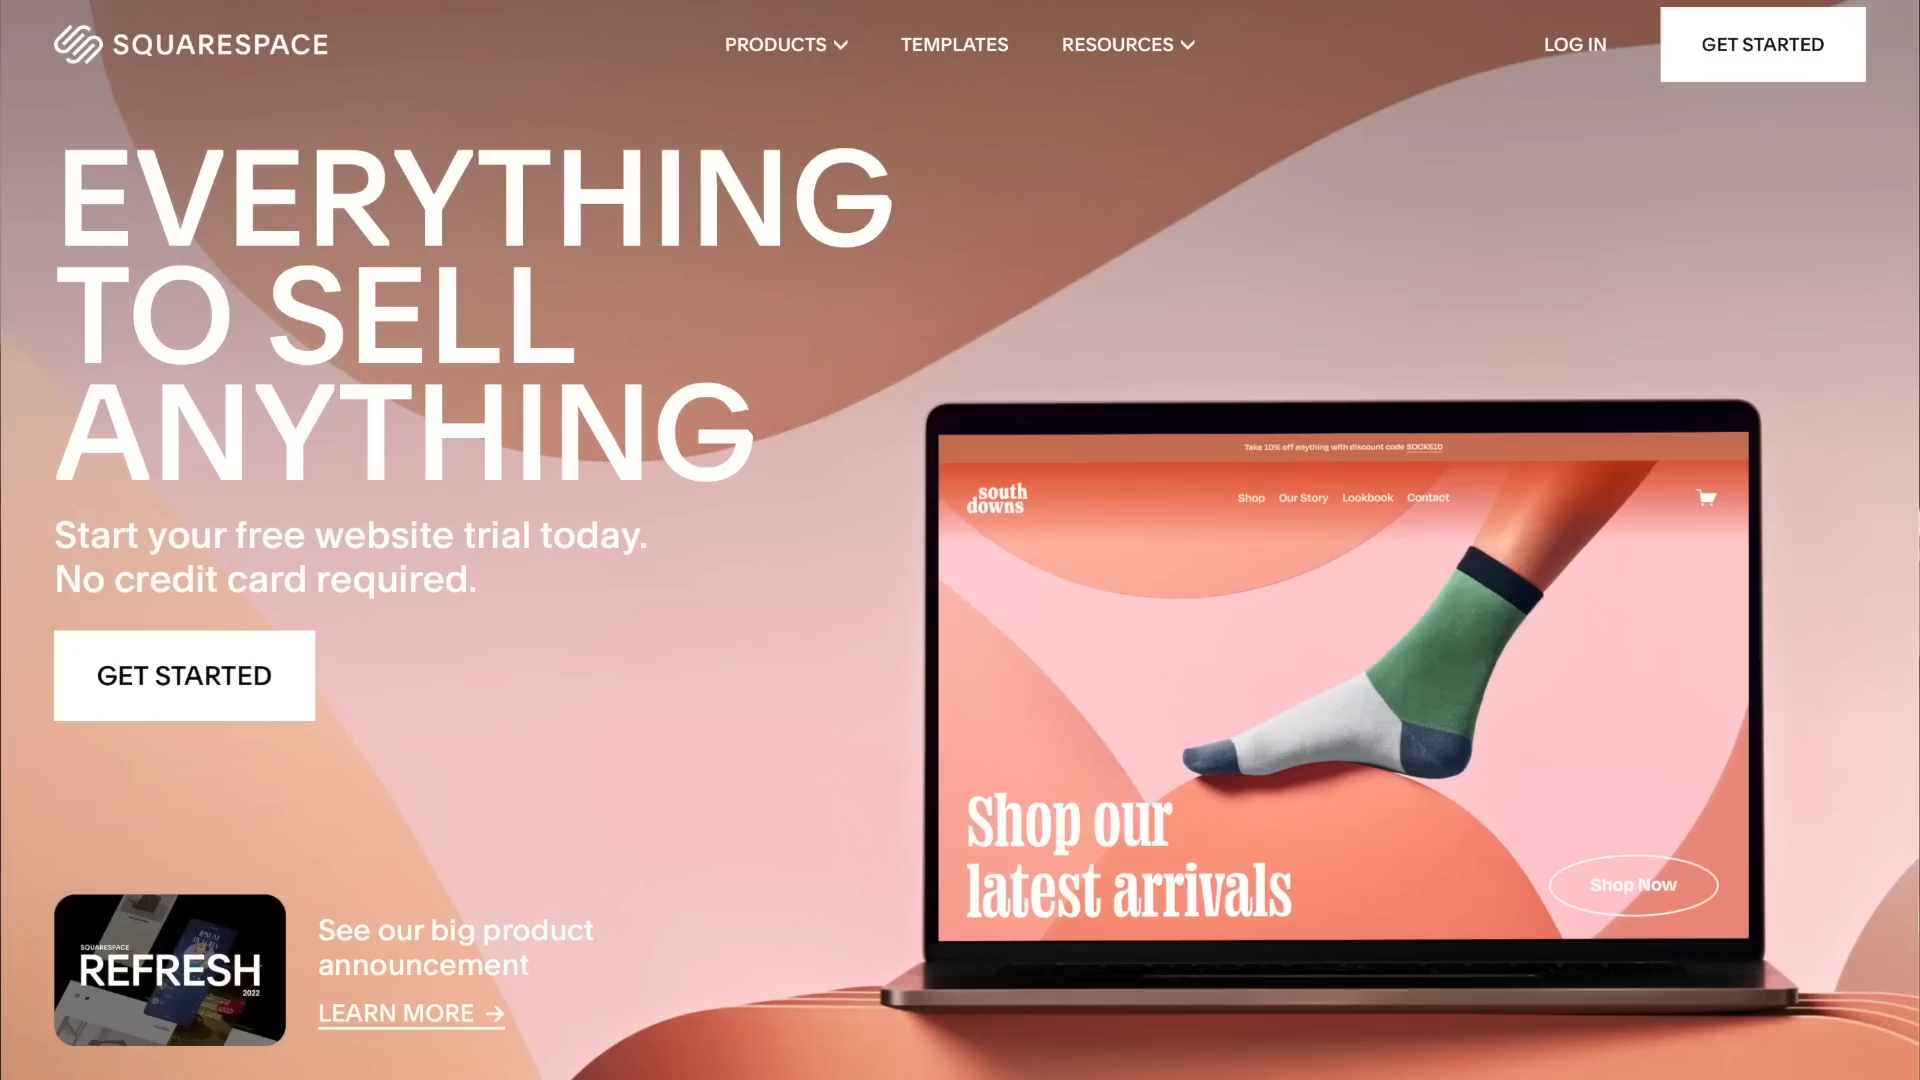 SQUARESPACE
PRODUCTS
TEMPLATES
RESOURCES
LOG IN
GET STARTED
EVERYTHING
TO SELL
ANYTHING
Start your free website trial today.
No credit card required.
GET STARTED
Take 10% off anything with discount code SOCKS10
south
downs
Shop
Our Story
Lookbook
Contact
Shop our
latest arrivals
Shop Now
SQUARESPACE
REFRESH
2022
See our big product
announcement
LEARN MORE →